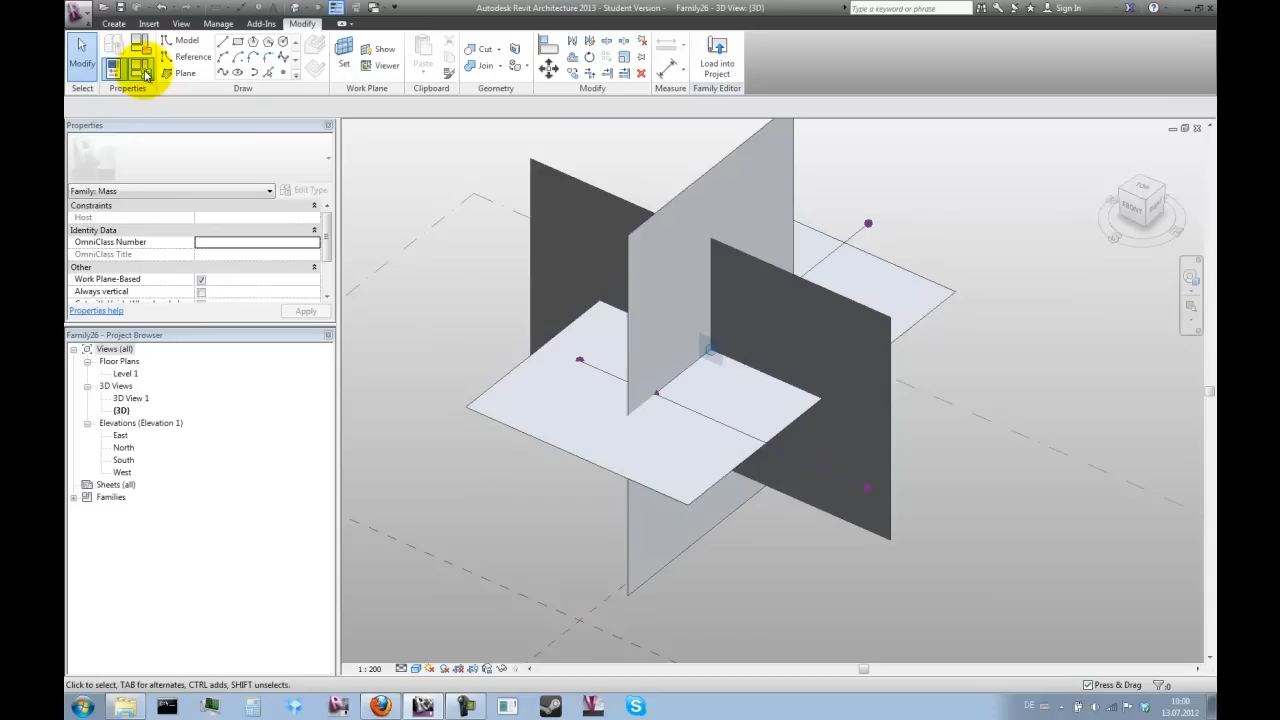 Autodesk Revit Architecture 2013 - Student Version - Family26 - 3D View: {3D}
Type a keyword or phrase
Sign In
Create Insert View Manage Add-Ins Modify
Modify
Model
Reference
Plane
Set
Show
Viewer
Paste
Cut
Join
Load into
Project
Select Properties Draw Work Plane Clipboard Geometry Modify Measure Family Editor
Properties
Family: Mass
Edit Type
Constraints
Host
Identity Data
OmniClass Number
OmniClass Title
Other
Work Plane-Based
Always vertical
Properties help
Apply
Family26 - Project Browser
Views (all)
Floor Plans
Level 1
3D Views
3D View 1
{3D}
Elevations (Elevation 1)
East
North
South
West
Sheets (all)
Families
TOP
FRONT
1 : 200
Click to select, TAB for alternates, CTRL adds, SHIFT unselects.
Press & Drag
:0
DE
10:00
13.07.2012